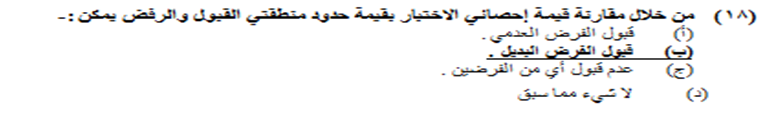 (١٨) من خلال مقارنة قيمة إحصائي الاختبار بقيمة حدود منطقتي القبول والرفض يمكن :-
(أ) قبول الفرض العدمي .
(ب) قبول الفرض البديل .
(ج) عدم قبول أي من الفرضين .
(د) لا شيء مما سبق